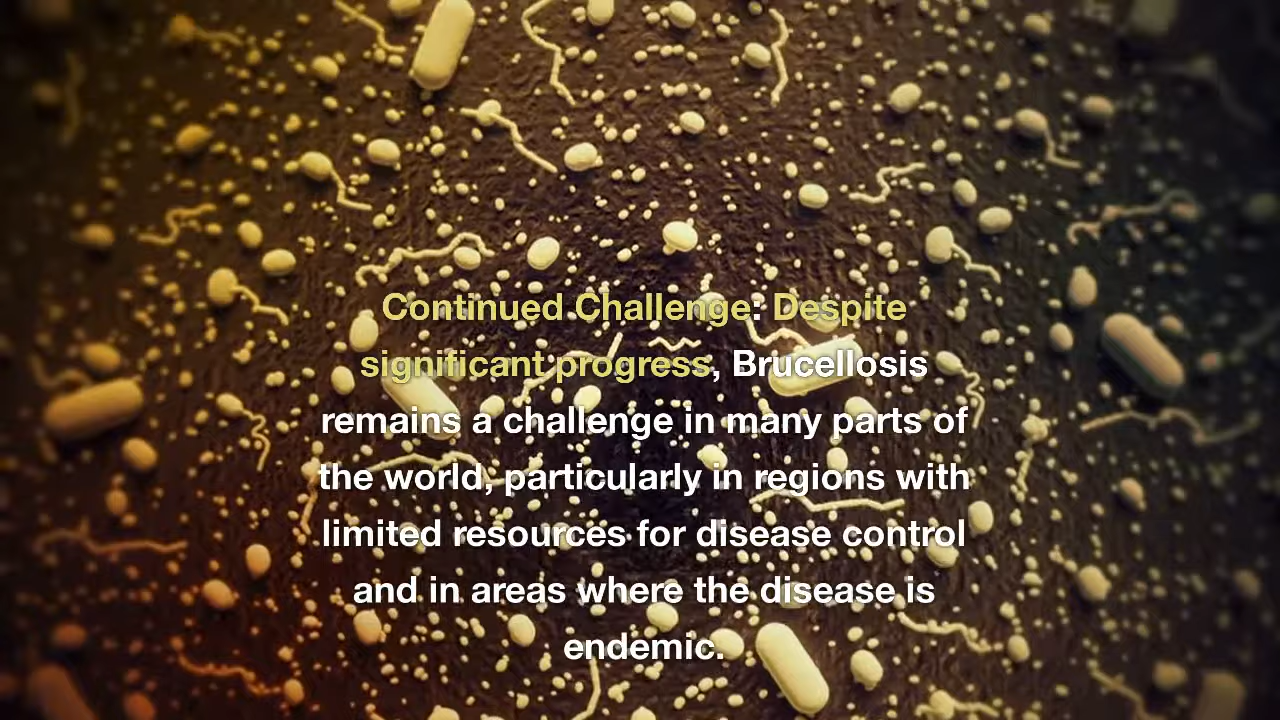 Continued Challenge: Despite
significant progress, Brucellosis
remains a challenge in many parts of
the world, particularly in regions with
limited resources for disease control
and in areas where the disease is
endemic.